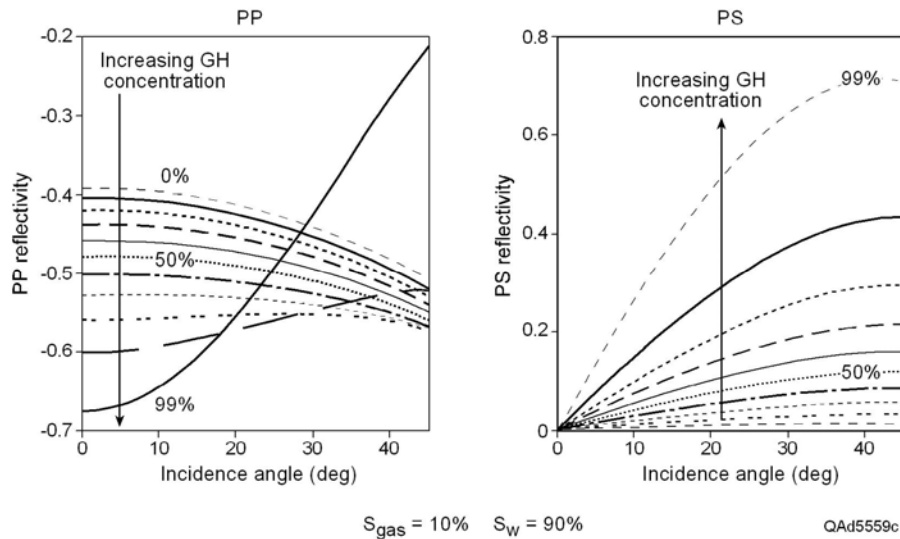 PP
PS
-0.2
-0.3
-0.4
-0.5
-0.6
-0.7
PP reflectivity
Increasing GH
concentration
0%
50%
99%
0
10
20
30
40
Incidence angle (deg)
0.8
0.6
0.4
0.2
0
PS reflectivity
Increasing GH
concentration
99%
50%
0
10
20
30
40
Incidence angle (deg)
Sgas = 10% SW = 90%
QAd5559c